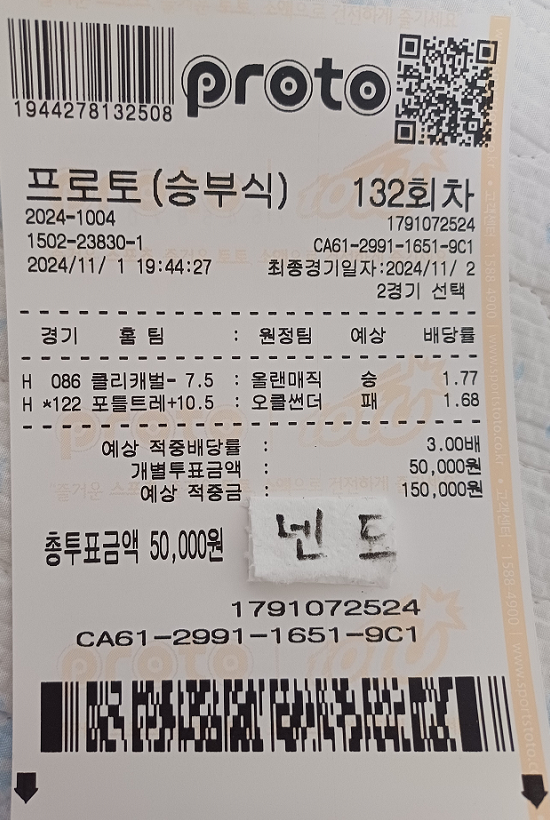 1944278132508
proto
프로토(승부식) 132회차
2024-1004 1791072524
1502-23830-1 CA61-2991-1651-9C1
2024/11/ 1 19:44:27 최종경기일자:2024/11/ 2
2경기 선택
경기 홈 팀 : 원정팀 예상 배당률
H 086 클리캐벌- 7.5 : 올랜매직 승 1.77
H *122 포틀트레+10.5 : 오클썬더 패 1.68
예상 적중배당률 : 3.00배
개별투표금액 : 50,000원
예상 적중금 : 150,000원
총투표금액 50,000원
넨도
1791072524
CA61-2991-1651-9C1